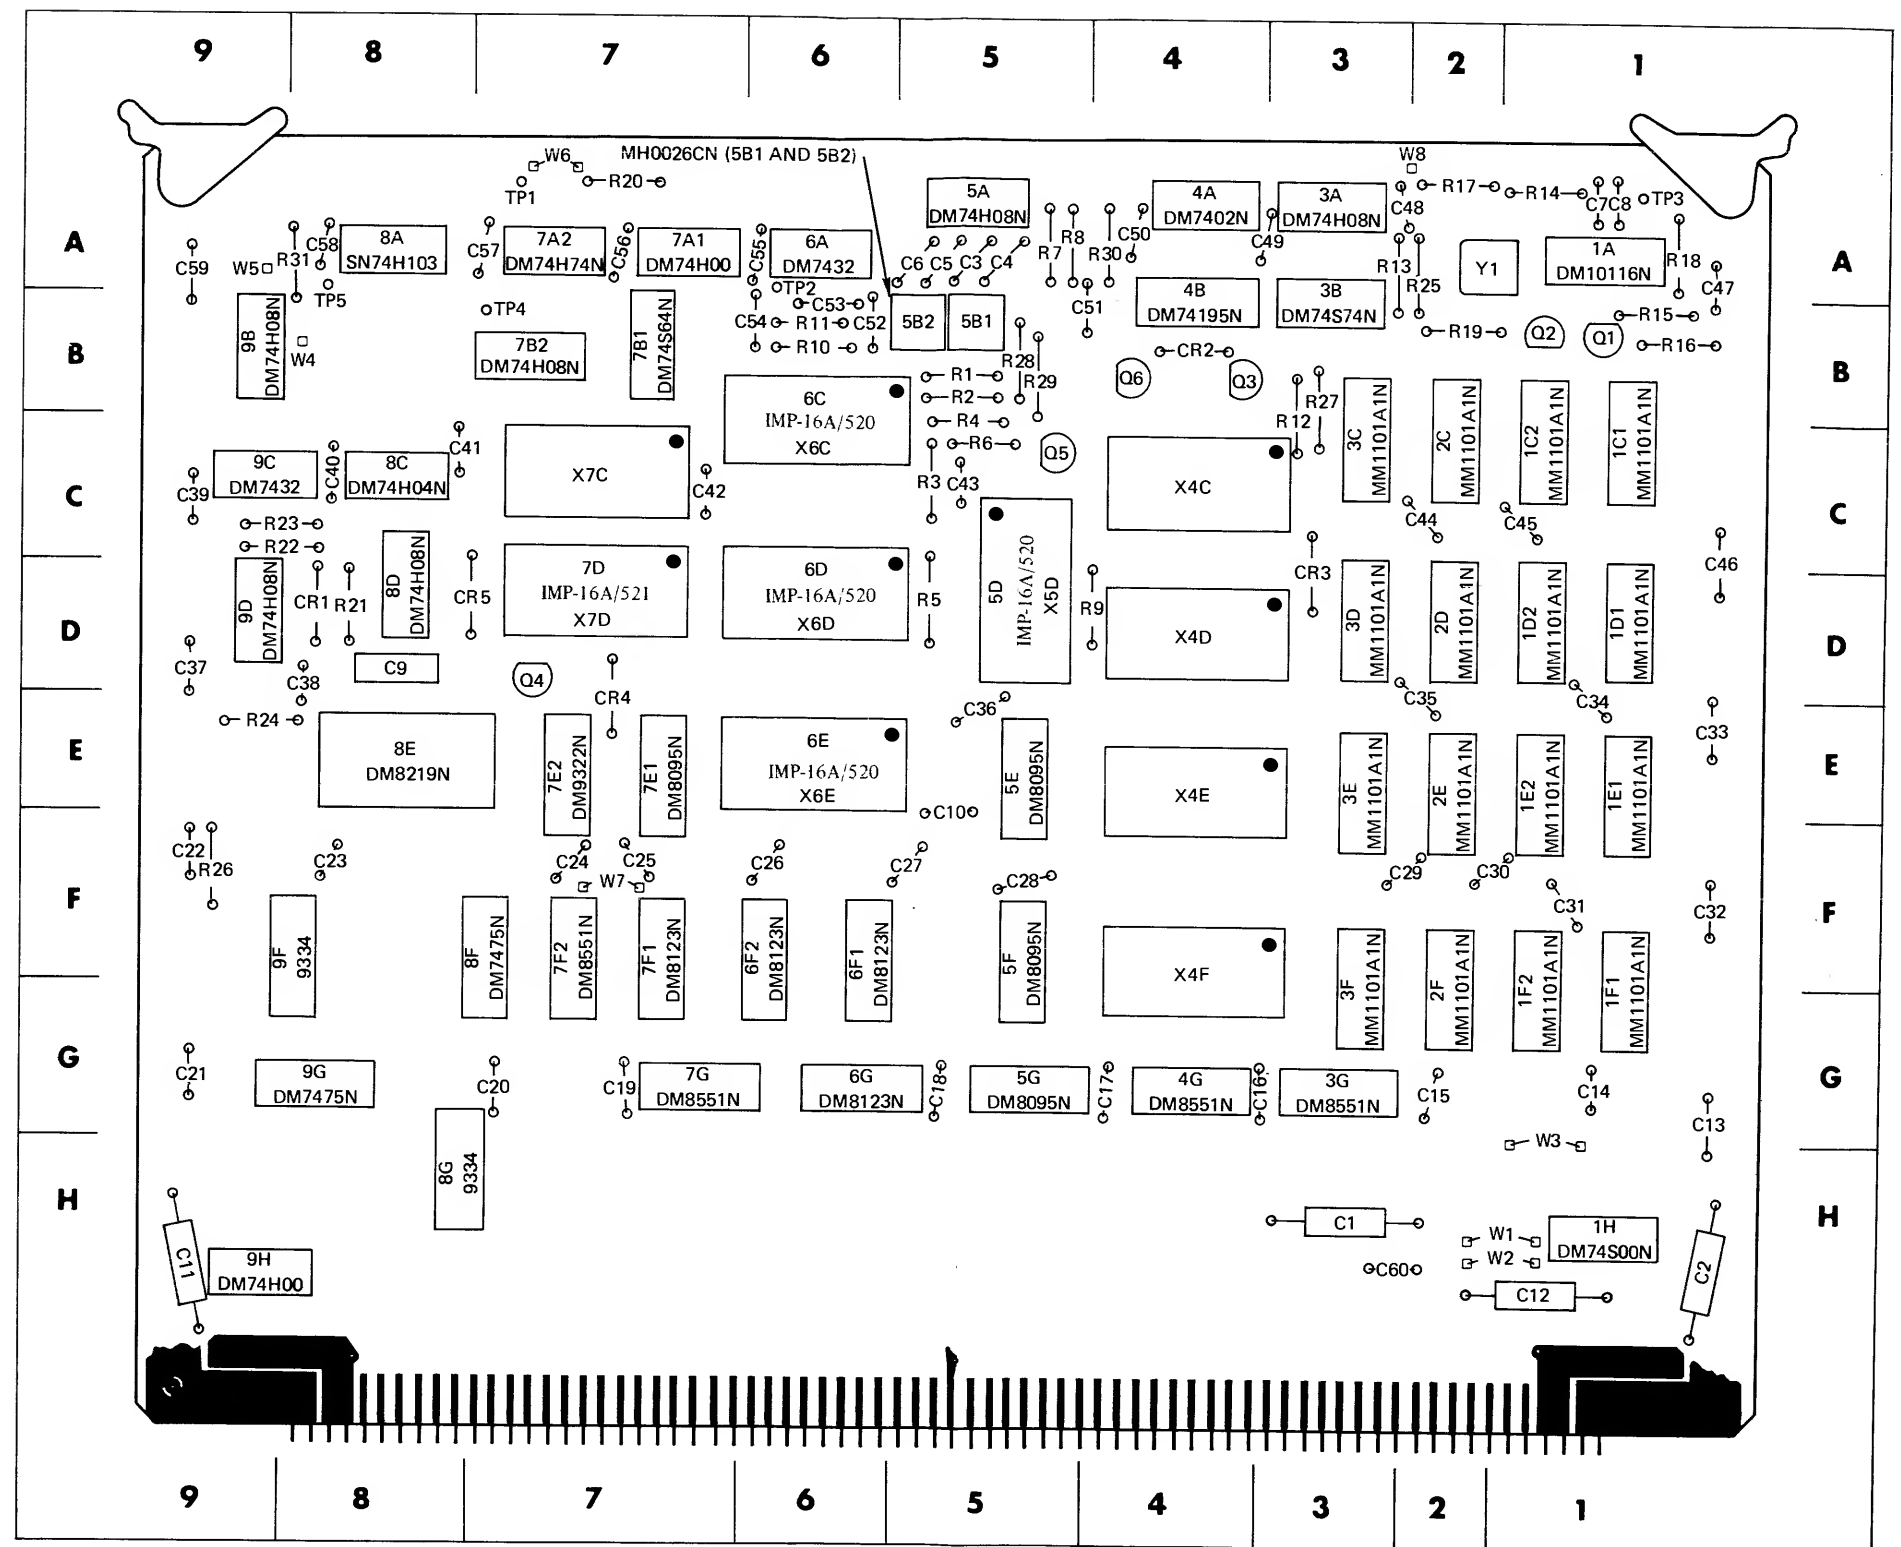 9 8 7 6 5 4 3 2 1
W6
MH0026CN (5B1 AND 5B2)
W8
TP1
R20
5A
DM74H08N
4A
DM7402N
3A
DM74H08N
R17
R14
C7
C8
TP3
C48
A
C59
W5
R31
C58
8A
SN74H103
C57
7A2
DM74H74N
C56
7A1
DM74H00
C55
6A
DM7432
C6
C5
C3
C4
R7
R8
R30
C50
C49
R13
R25
Y1
1A
DM10116N
R18
C47
A
TP5
TP4
TP2
C53
C54
R11
C52
R10
5B2
5B1
C51
4B
DM74195N
3B
DM74S74N
R15
R19
Q2
Q1
R16
B
9B
DM74H08N
W4
7B2
DM74H08N
7B1
DM74S64N
R28
R29
CR2
Q6
Q3
B
6C
IMP-16A/520
X6C
R1
R2
R4
R6
Q5
R12
R27
3C
MM1101A1N
2C
MM1101A1N
1C2
MM1101A1N
1C1
MM1101A1N
C
C39
9C
DM7432
C40
8C
DM74H04N
C41
X7C
C42
R3
C43
X4C
C44
C45
C
R23
R22
9D
DM74H08N
CR1
R21
8D
DM74H08N
CR5
7D
IMP-16A/521
X7D
6D
IMP-16A/520
X6D
R5
5D
IMP-16A/520
X5D
R9
X4D
CR3
3D
MM1101A1N
2D
MM1101A1N
1D2
MM1101A1N
1D1
MM1101A1N
C46
D
D
C37
C38
C9
Q4
CR4
C36
C35
C34
R24
E
8E
DM8219N
7E2
DM9322N
7E1
DM8095N
6E
IMP-16A/520
X6E
C10
5E
DM8095N
X4E
3E
MM1101A1N
2E
MM1101A1N
1E2
MM1101A1N
1E1
MM1101A1N
C33
E
C22
R26
C23
C24
C25
W7
C26
C27
C28
C29
C30
C31
C32
F
9F
9334
8F
DM7475N
7F2
DM8551N
7F1
DM8123N
6F2
DM8123N
6F1
DM8123N
5F
DM8095N
X4F
3F
MM1101A1N
2F
MM1101A1N
1F2
MM1101A1N
1F1
MM1101A1N
F
G
C21
9G
DM7475N
C20
C19
7G
DM8551N
6G
DM8123N
C18
5G
DM8095N
C17
4G
DM8551N
C16
3G
DM8551N
C15
C14
C13
G
W3
H
8G
9334
C11
9H
DM74H00
C1
C60
W1
W2
1H
DM74S00N
C12
C2
H
9 8 7 6 5 4 3 2 1